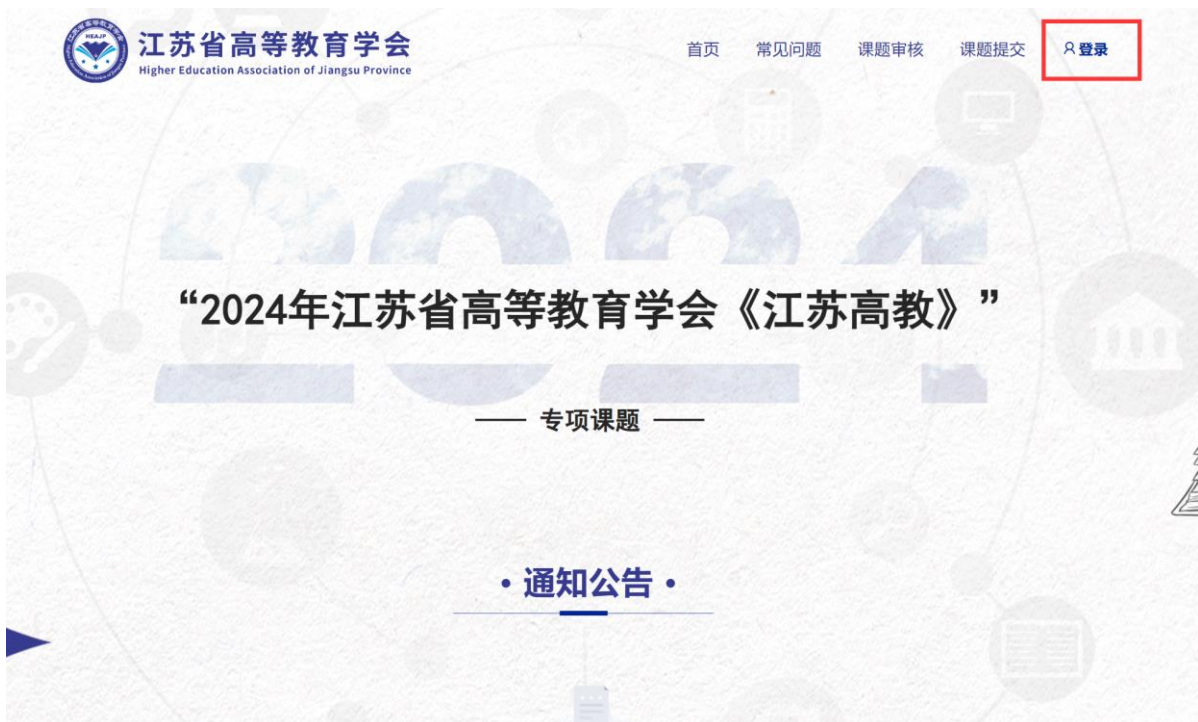 HEAJP
江苏省高等教育学会
Higher Education Association of Jiangsu Province
首页 常见问题 课题审核 课题提交 登录
2024
“2024年江苏省高等教育学会《江苏高教》”
专项课题
• 通知公告 •